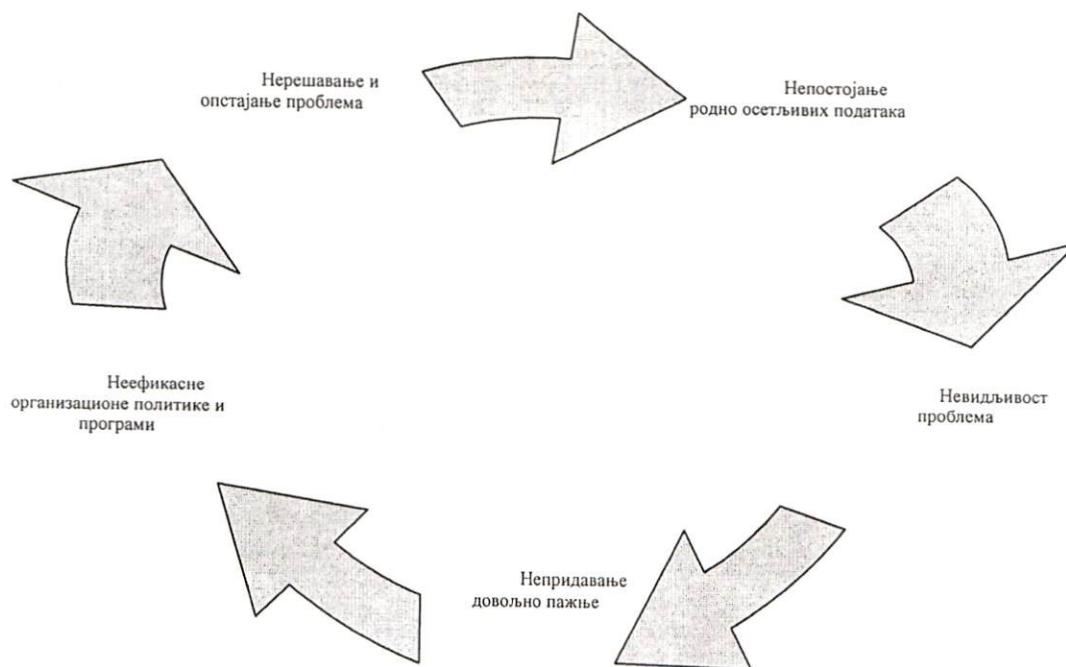 Нерешавање и
опстајање проблема
Непостојање
родно осетљивих података
Невидљивост
проблема
Непридавање
довољно пажње
Неефикасне
организационе политике и
програми